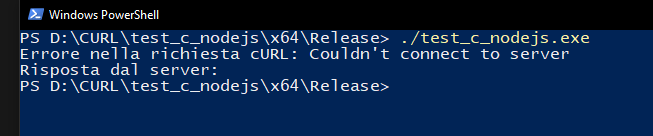 Windows PowerShell
PS D:\CURL\test_c_nodejs\x64\Release> ./test_c_nodejs.exe
Errore nella richiesta cURL: Couldn't connect to server
Risposta dal server:
PS D:\CURL\test_c_nodejs\x64\Release>